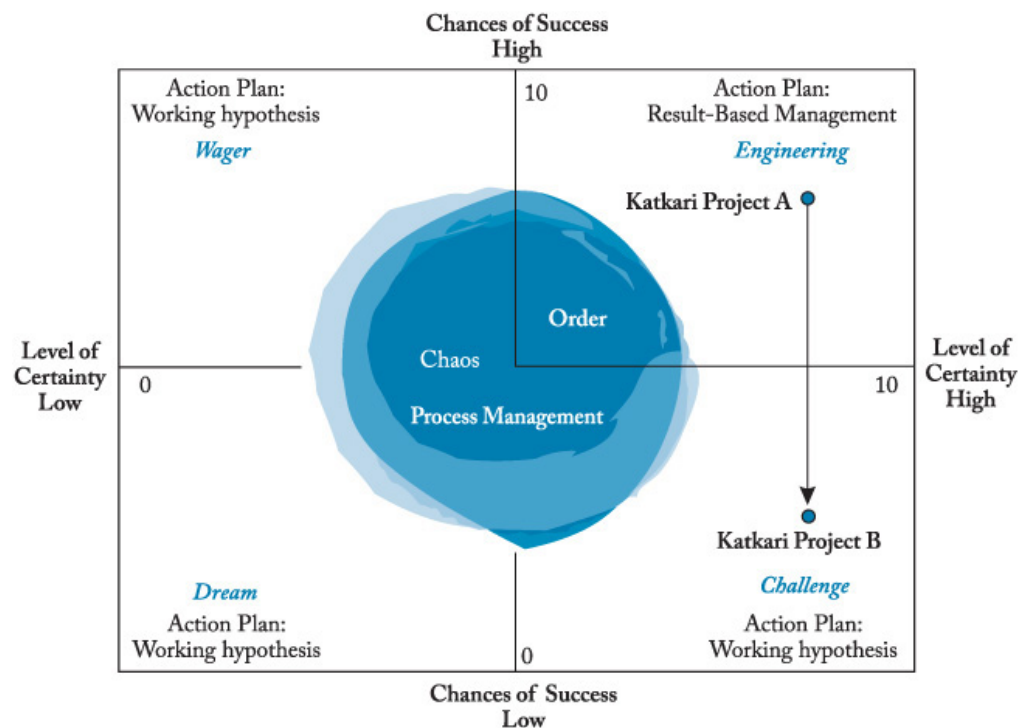 Chances of Success
High
Action Plan:
Working hypothesis
Wager
10
Action Plan:
Result-Based Management
Engineering
Katkari Project A
Order
Chaos
Process Management
Level of
Certainty
Low
0
10
Level of
Certainty
High
Katkari Project B
Dream
Action Plan:
Working hypothesis
Challenge
Action Plan:
Working hypothesis
0
Chances of Success
Low